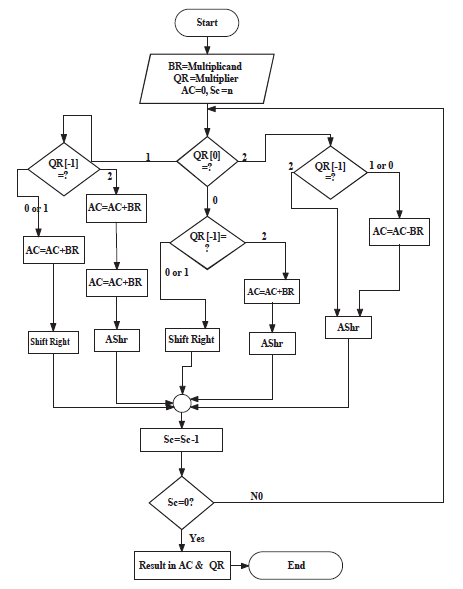 Start
BR=Multiplicand
QR=Multiplier
AC=0, Sc=n
QR[-1]
=?
1
QR[0]
=?
2
QR[-1]
=?
2
1 or 0
2
0 or 1
0
AC=AC+BR
AC=AC+BR
QR[-1]=
?
2
AC=AC-BR
0 or 1
AC=AC+BR
AC=AC+BR
Shift Right
AShr
Shift Right
AShr
AShr
Sc=Sc-1
Sc=0?
N0
Yes
Result in AC & QR
End